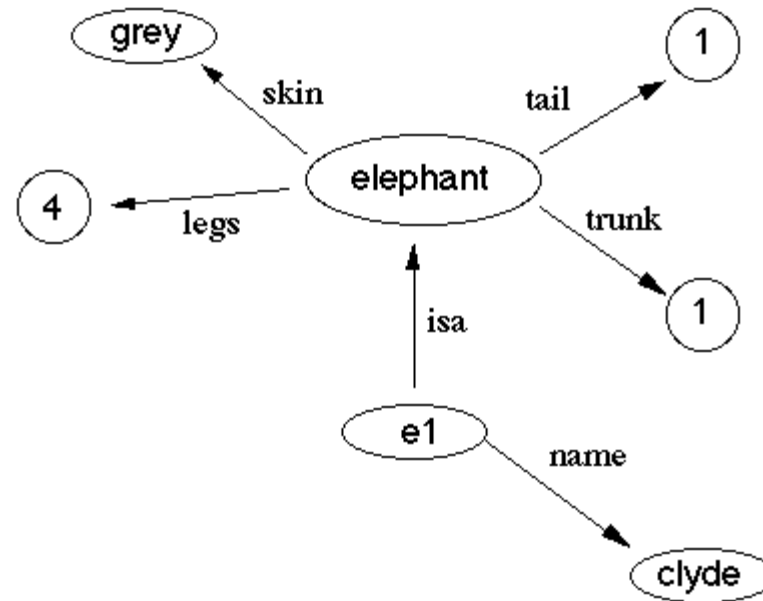 grey
1
skin
tail
elephant
4
legs
trunk
1
isa
e1
name
clyde